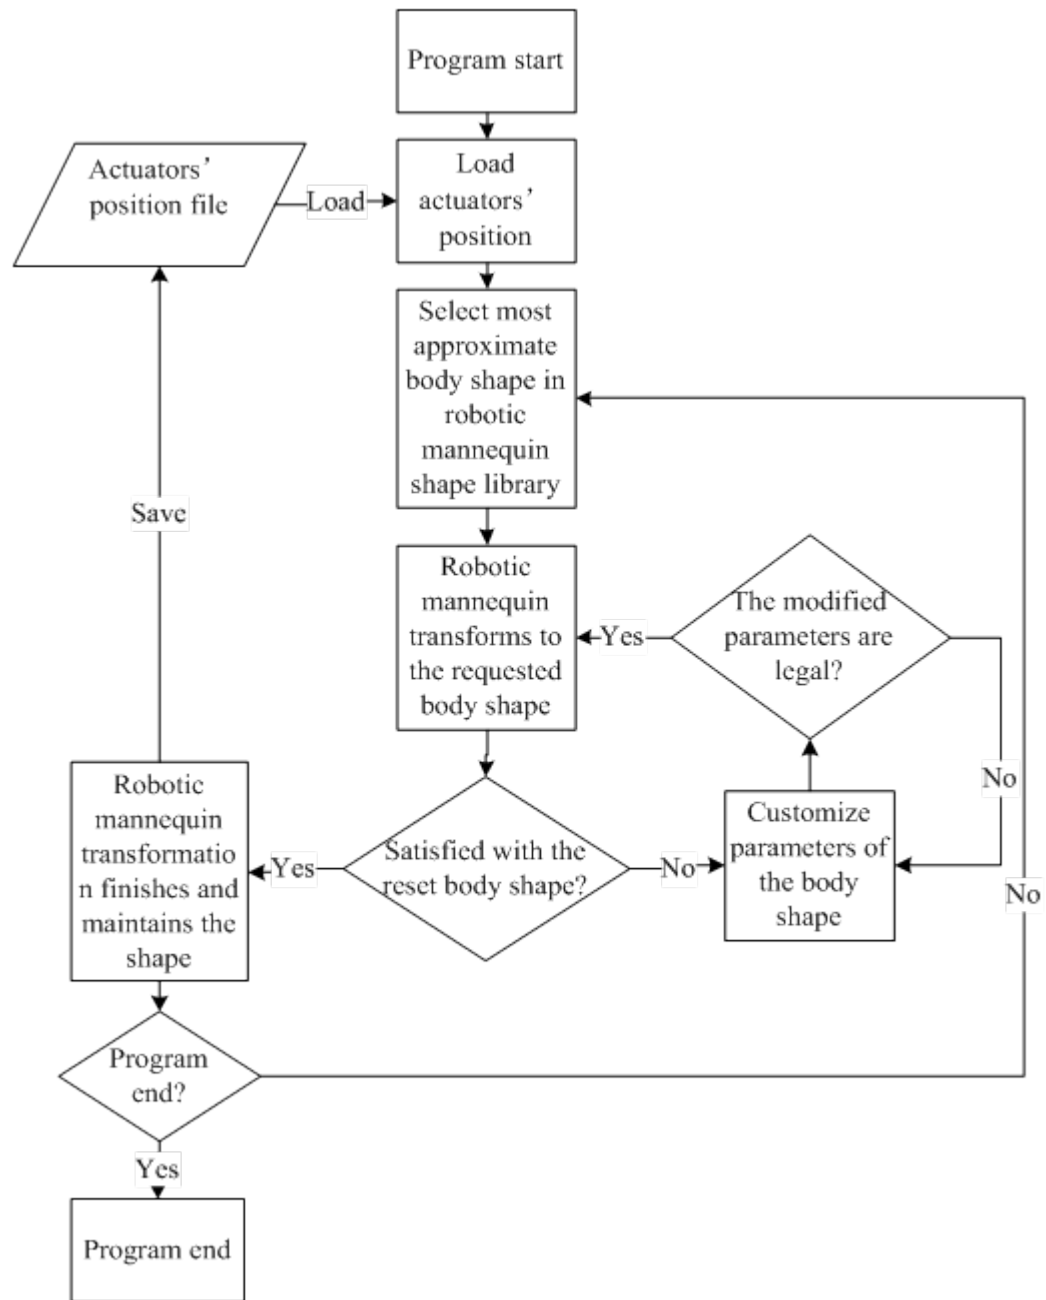 Program start
Actuators’
position file
Load
Load
actuators’
position
Select most
approximate
body shape in
robotic
mannequin
shape library
Save
Robotic
mannequin
transforms to
the requested
body shape
Yes
The modified
parameters are
legal?
No
Robotic
mannequin
transformatio
n finishes and
maintains the
shape
Yes
Satisfied with the
reset body shape?
No
Customize
parameters of
the body
shape
No
Program
end?
Yes
Program end